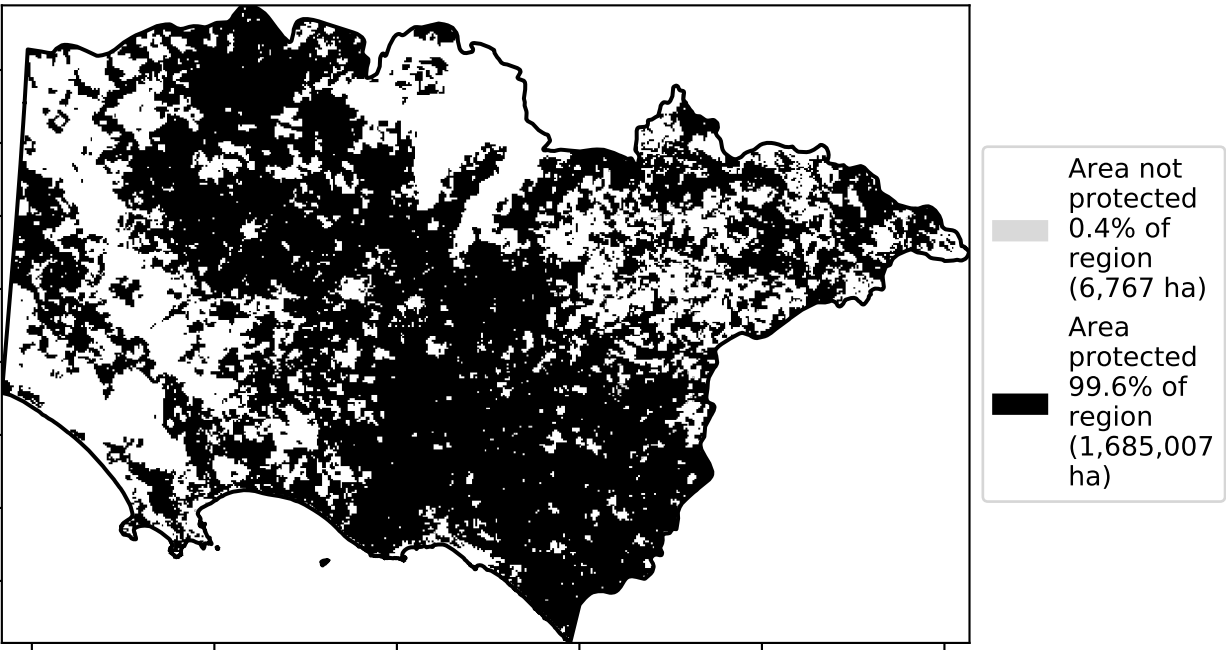 Area not
protected
0.4% of
region
(6,767 ha)
Area
protected
99.6% of
region
(1,685,007
ha)